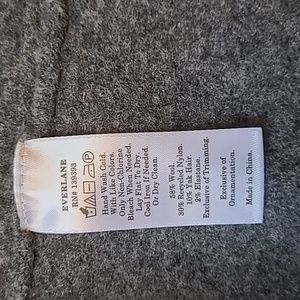 EVERLANE
RN# 139393
Hand Wash Cold.
With Like Colors.
Only Non-Chlorine
Bleach When Needed.
Lay Flat To Dry.
Cool Iron If Needed.
Or Dry Clean.
58% Wool.
30% Recycled Nylon.
10% Yak Hair.
2% Elastane.
Exclusive of Trimming.
Exclusive of
Ornamentation.
Made in China.